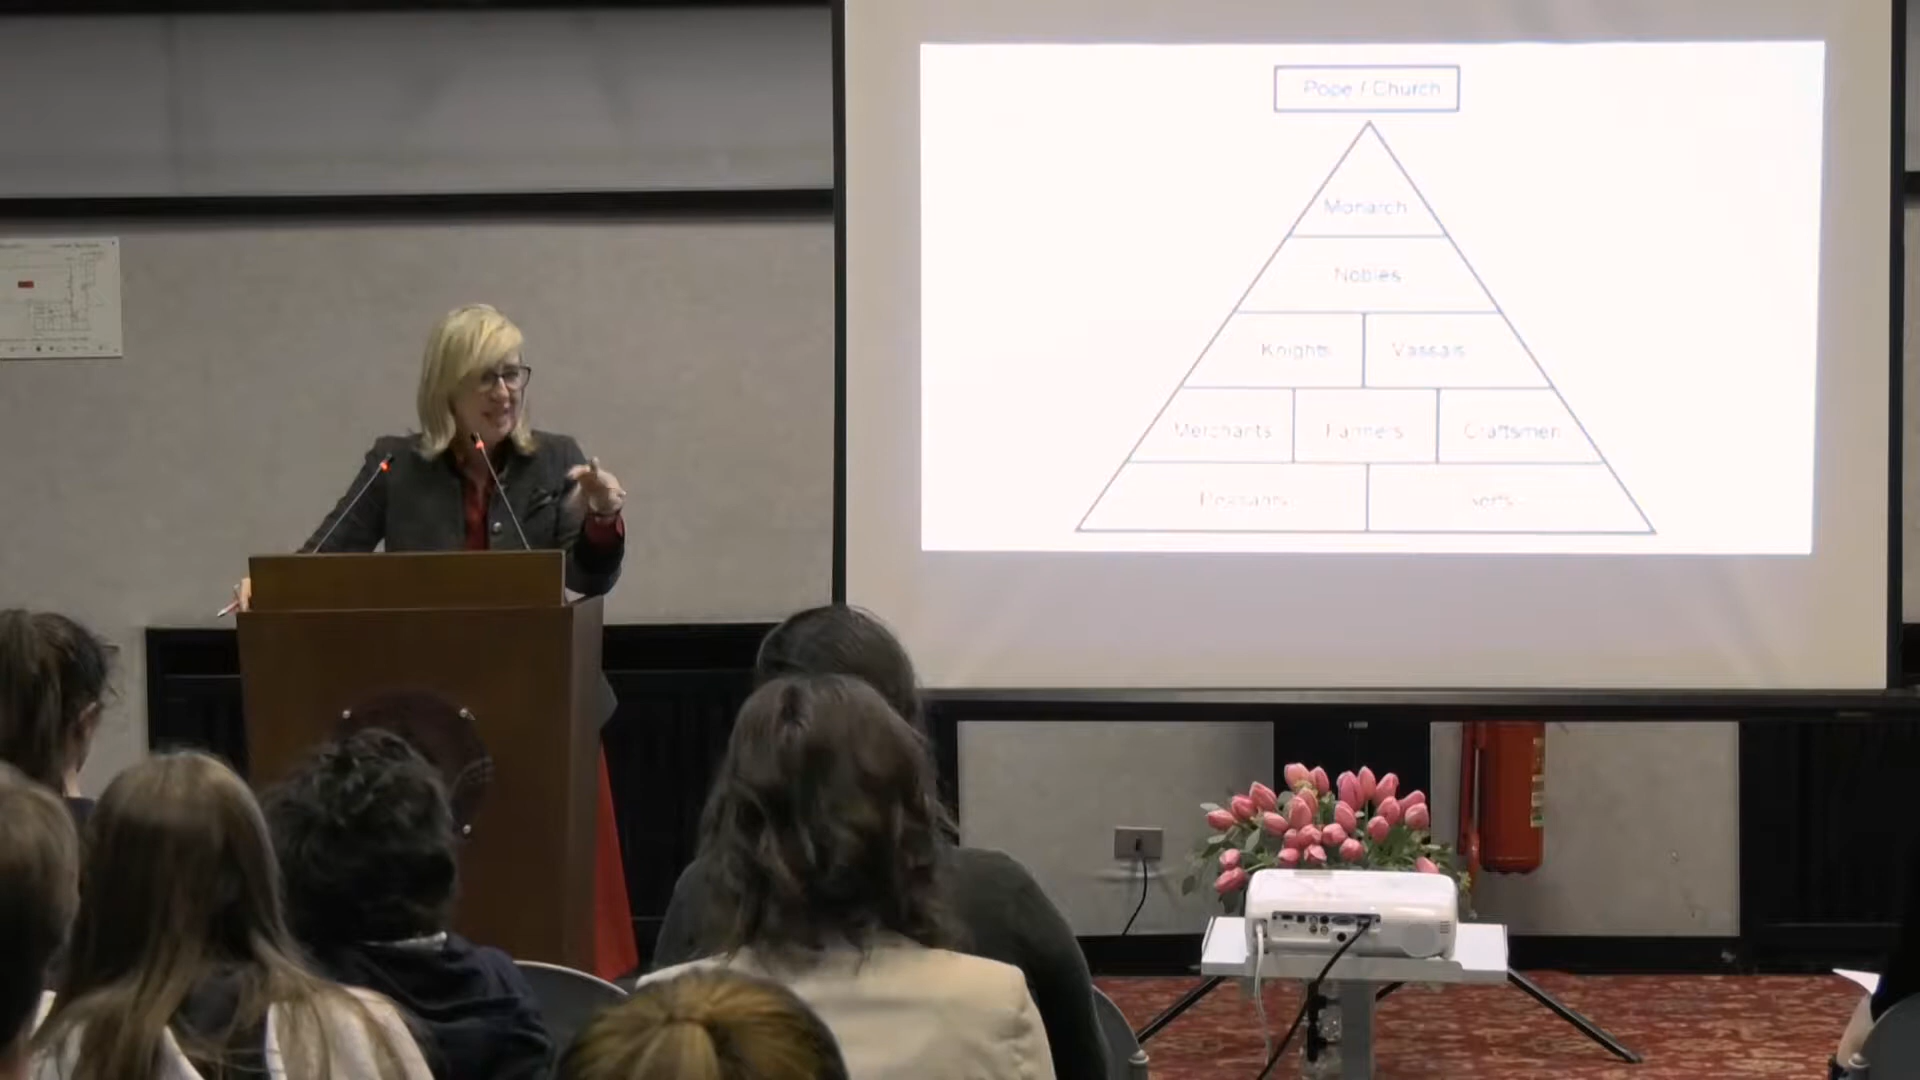 Pope / Church
Monarch
Nobles
Knights Vassals
Merchants Farmers Craftsmen
Peasants Serfs